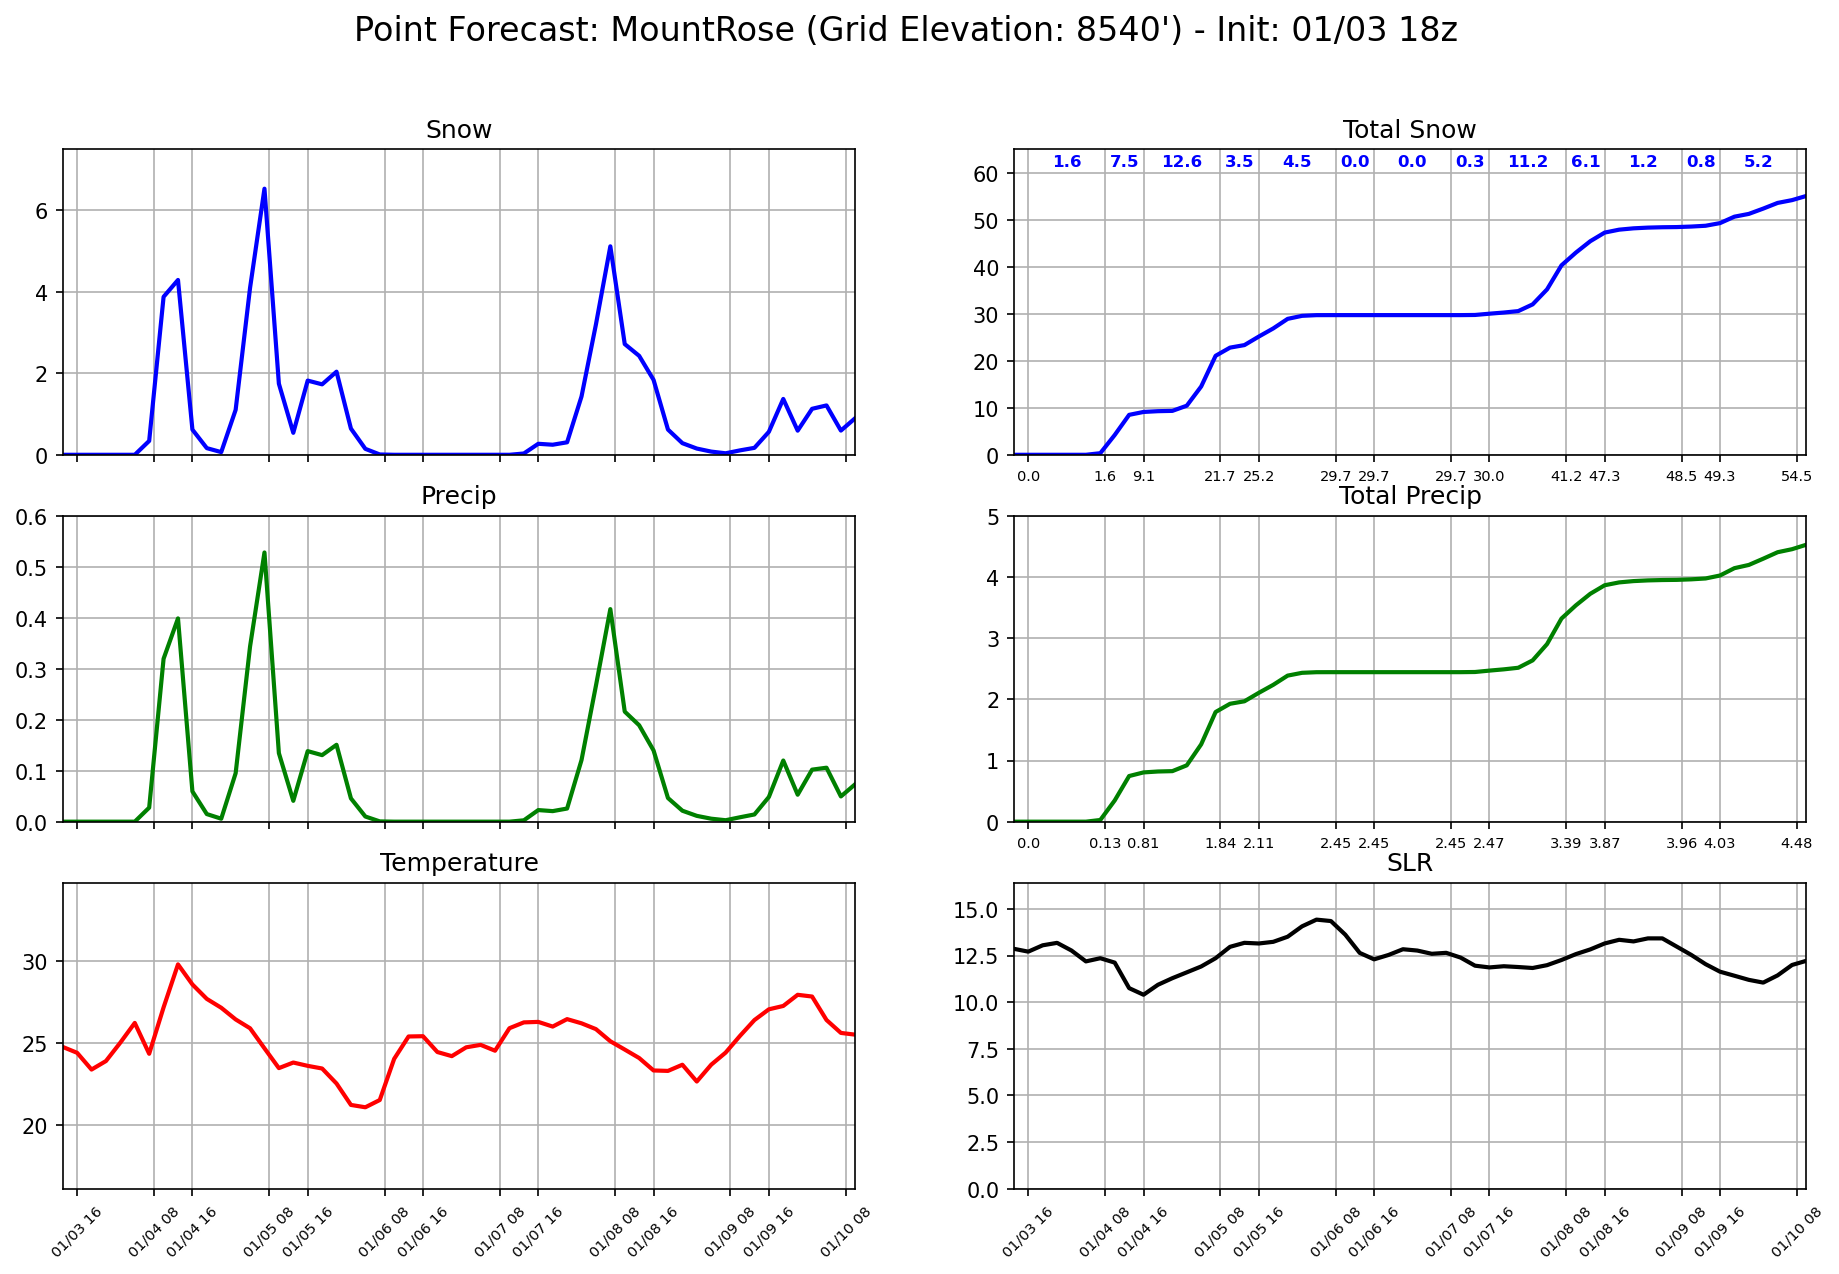 Point Forecast: MountRose (Grid Elevation: 8540') - Init: 01/03 18z
Snow
6
4
2
0
Total Snow
1.6 7.5 12.6 3.5 4.5 0.0 0.0 0.3 11.2 6.1 1.2 0.8 5.2
60
50
40
30
20
10
0
0.0 1.6 9.1 21.7 25.2 29.7 29.7 29.7 30.0 41.2 47.3 48.5 49.3 54.5
Precip
0.6
0.5
0.4
0.3
0.2
0.1
0.0
Total Precip
5
4
3
2
1
0
0.0 0.13 0.81 1.84 2.11 2.45 2.45 2.45 2.47 3.39 3.87 3.96 4.03 4.48
Temperature
30
25
20
01/03 16 01/04 08 01/04 16 01/05 08 01/05 16 01/06 08 01/06 16 01/07 08 01/07 16 01/08 08 01/08 16 01/09 08 01/09 16 01/10 08
SLR
15.0
12.5
10.0
7.5
5.0
2.5
0.0
01/03 16 01/04 08 01/04 16 01/05 08 01/05 16 01/06 08 01/06 16 01/07 08 01/07 16 01/08 08 01/08 16 01/09 08 01/09 16 01/10 08